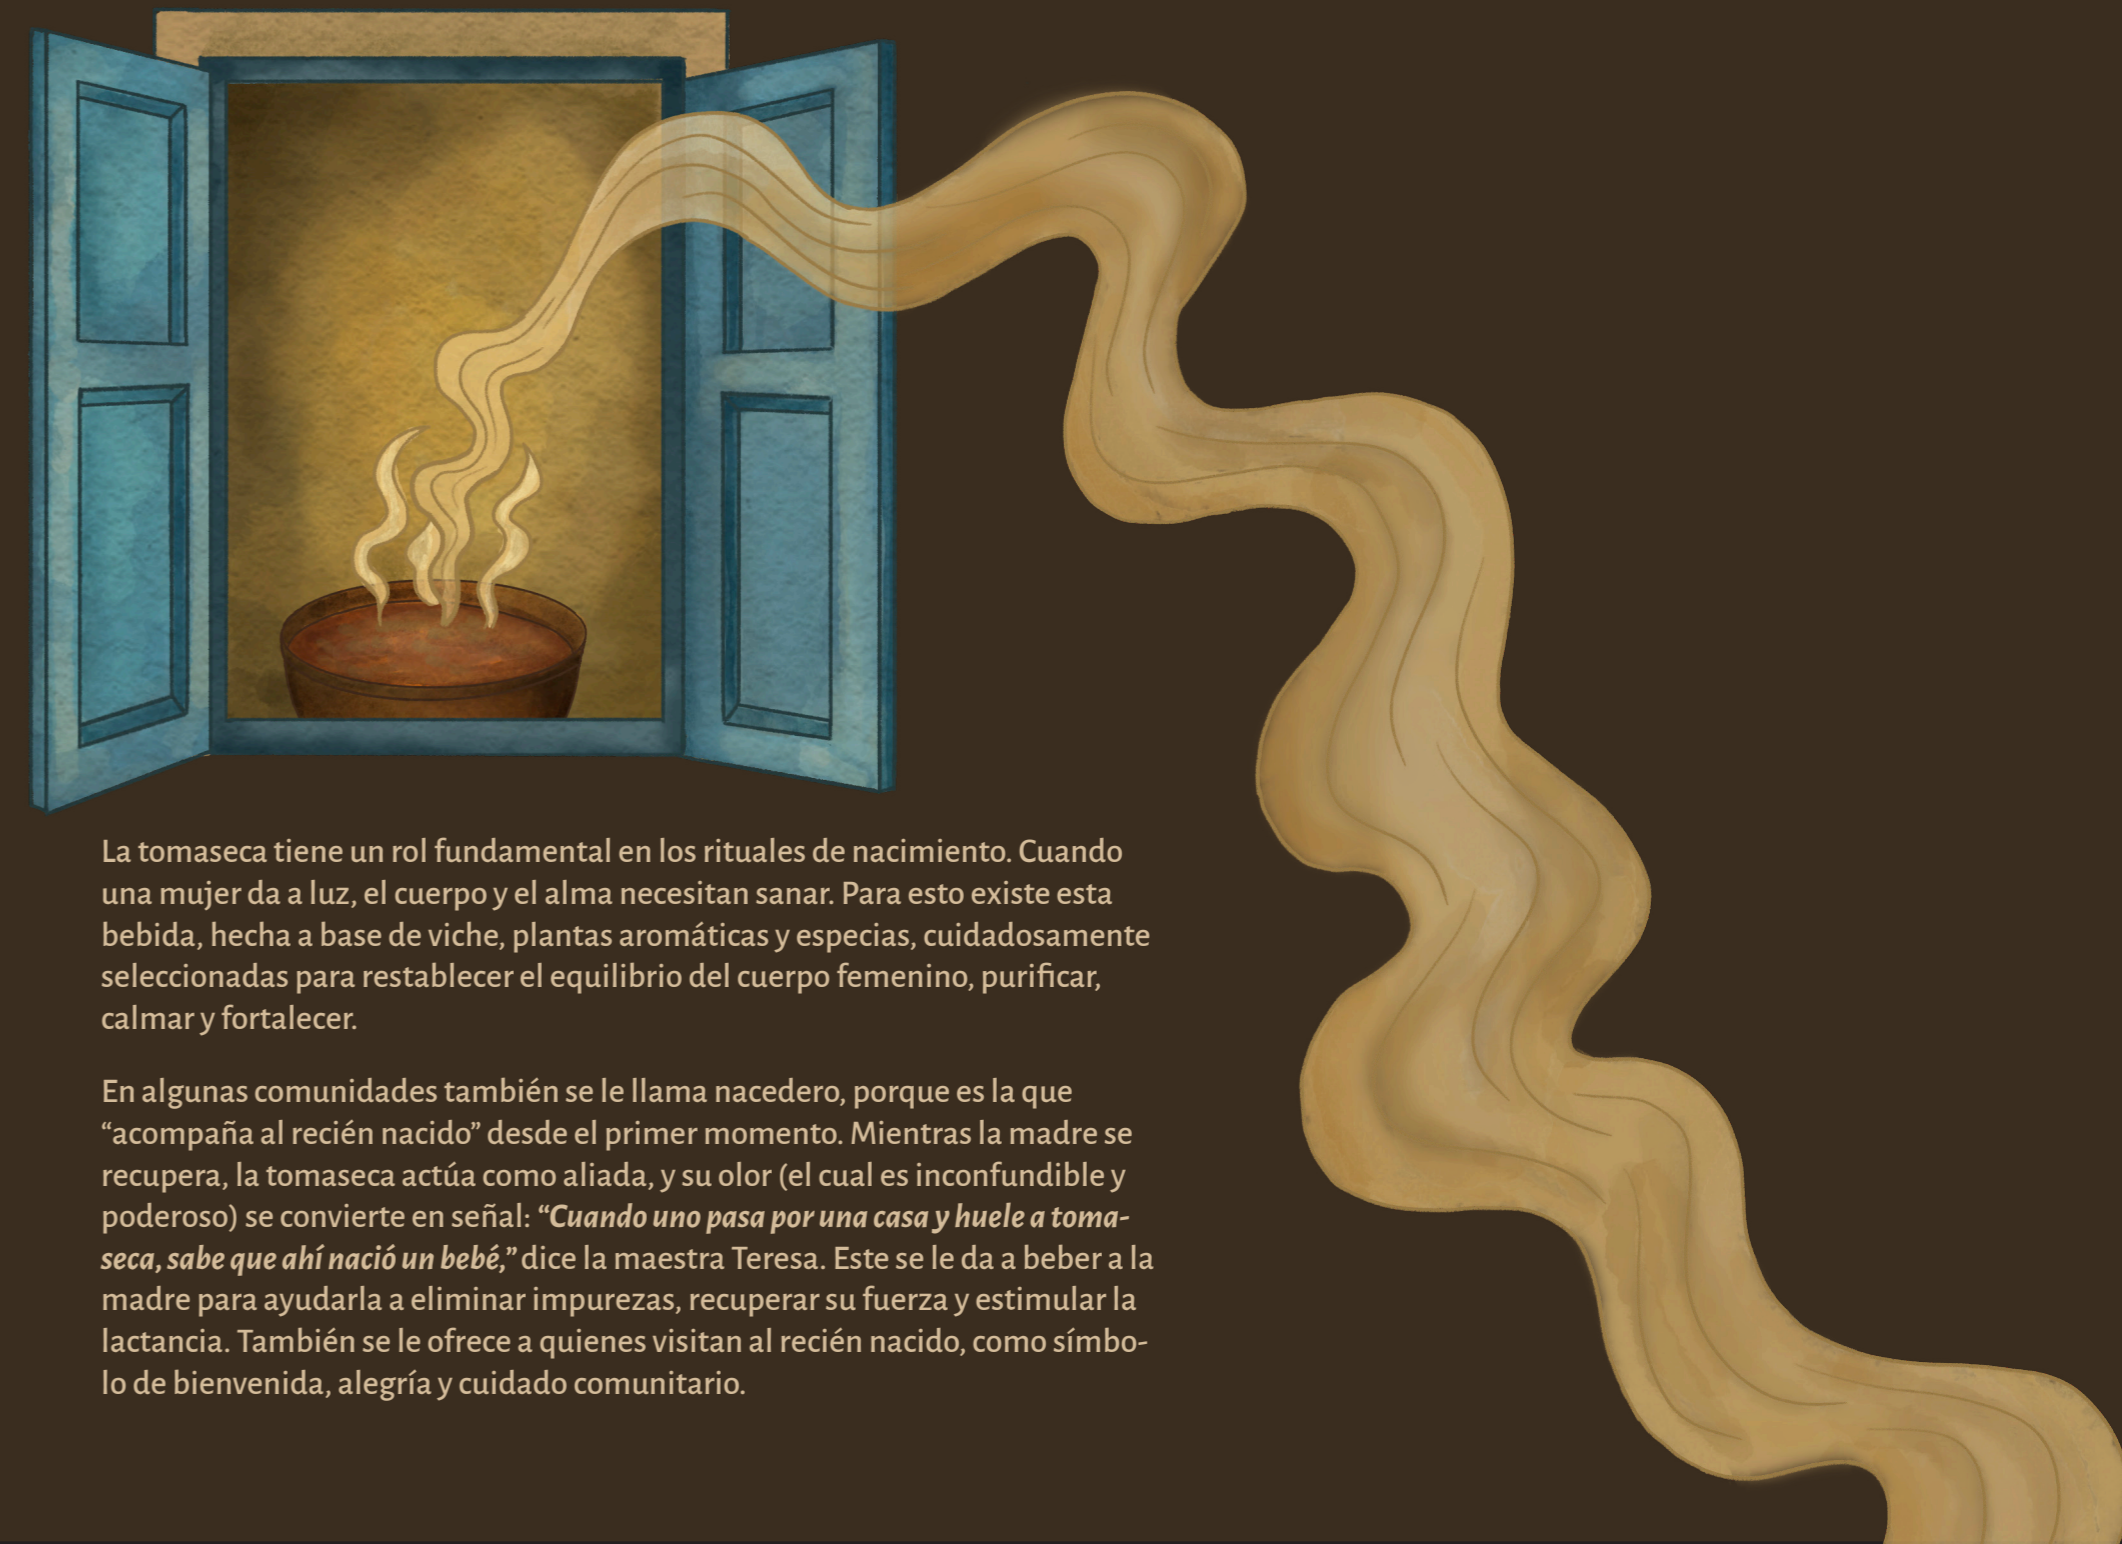 La tomaseca tiene un rol fundamental en los rituales de nacimiento. Cuando
una mujer da a luz, el cuerpo y el alma necesitan sanar. Para esto existe esta
bebida, hecha a base de viche, plantas aromáticas y especias, cuidadosamente
seleccionadas para restablecer el equilibrio del cuerpo femenino, purificar,
calmar y fortalecer.
En algunas comunidades también se le llama nacedero, porque es la que
“acompaña al recién nacido” desde el primer momento. Mientras la madre se
recupera, la tomaseca actúa como aliada, y su olor (el cual es inconfundible y
poderoso) se convierte en señal: “Cuando uno pasa por una casa y huele a toma-
seca, sabe que ahí nació un bebé,” dice la maestra Teresa. Este se le da a beber a la
madre para ayudarla a eliminar impurezas, recuperar su fuerza y estimular la
lactancia. También se le ofrece a quienes visitan al recién nacido, como símbo-
lo de bienvenida, alegría y cuidado comunitario.